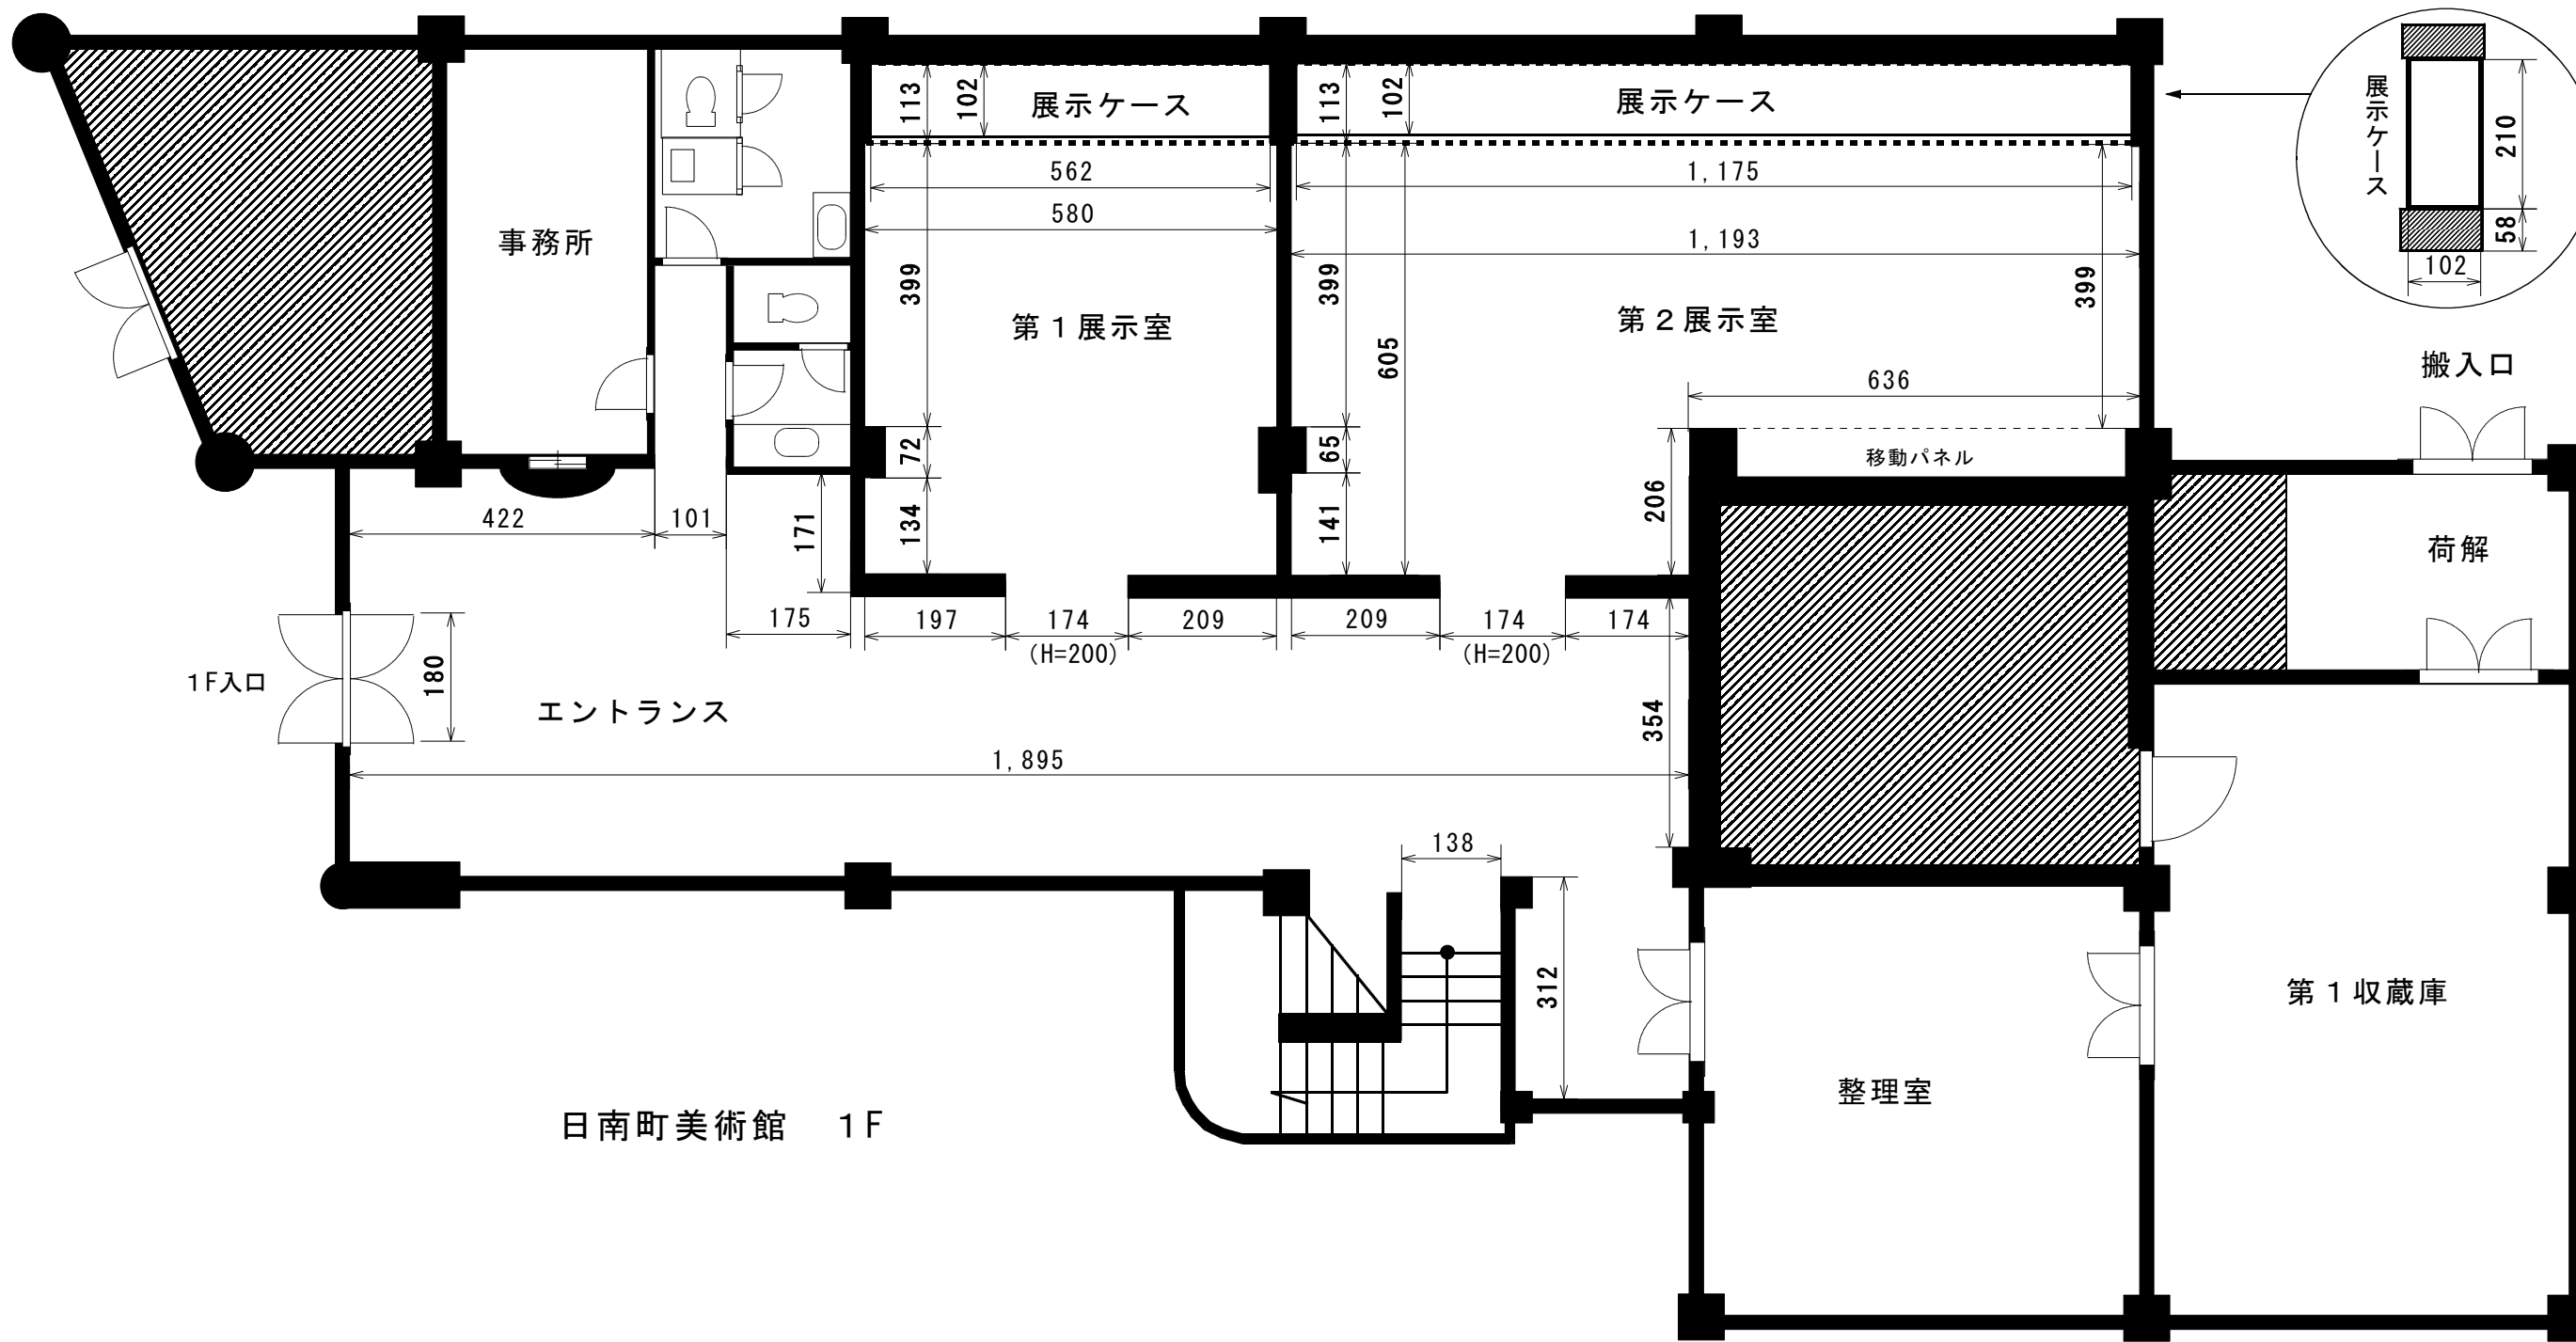 113
102
展示ケース
113
102
展示ケース
展示ケース
210
58
102
562
580
1,175
1,193
事務所
399
399
399
第1展示室
第2展示室
605
636
搬入口
移動パネル
72
65
134
141
206
422
101
171
荷解
175
197
174
(H=200)
209
209
174
(H=200)
174
1F入口
180
エントランス
354
1,895
138
312
第1収蔵庫
整理室
日南町美術館 1F